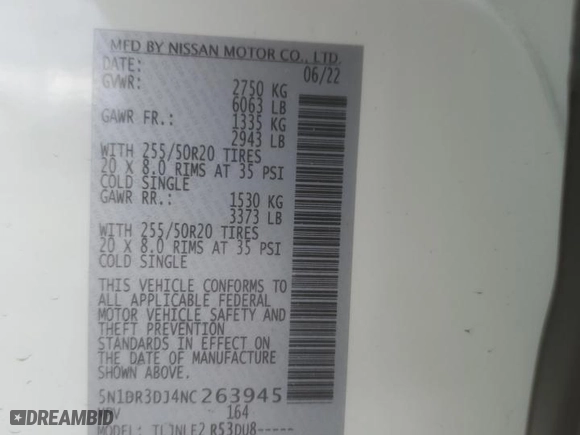 MFD BY NISSAN MOTOR CO., LTD.
DATE: 06/22
GVWR: 2750 KG
6063 LB
GAWR FR.: 1335 KG
2943 LB
WITH 255/50R20 TIRES
20 X 8.0 RIMS AT 35 PSI
COLD SINGLE
GAWR RR.: 1530 KG
3373 LB
WITH 255/50R20 TIRES
20 X 8.0 RIMS AT 35 PSI
COLD SINGLE
THIS VEHICLE CONFORMS TO
ALL APPLICABLE FEDERAL
MOTOR VEHICLE SAFETY AND
THEFT PREVENTION
STANDARDS IN EFFECT ON
THE DATE OF MANUFACTURE
SHOWN ABOVE.
5N1DR3DJ4NC263945
164
MODEL:
DREAMBID